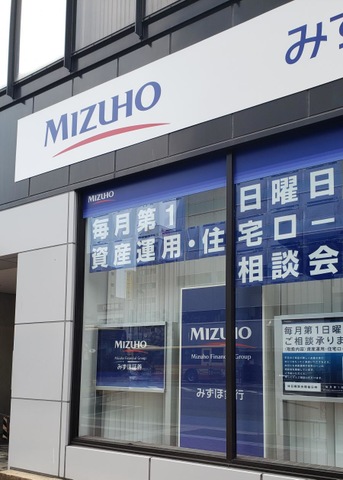 MIZUHO
みず
MIZUHO
毎月第1
日曜日
資産運用・住宅ロー
相談会
MIZUHO
Mizuho Financial Group
みずほ証券
MIZUHO
Mizuho Financial Group
みずほ銀行
毎月第1日曜
ご相談承りま